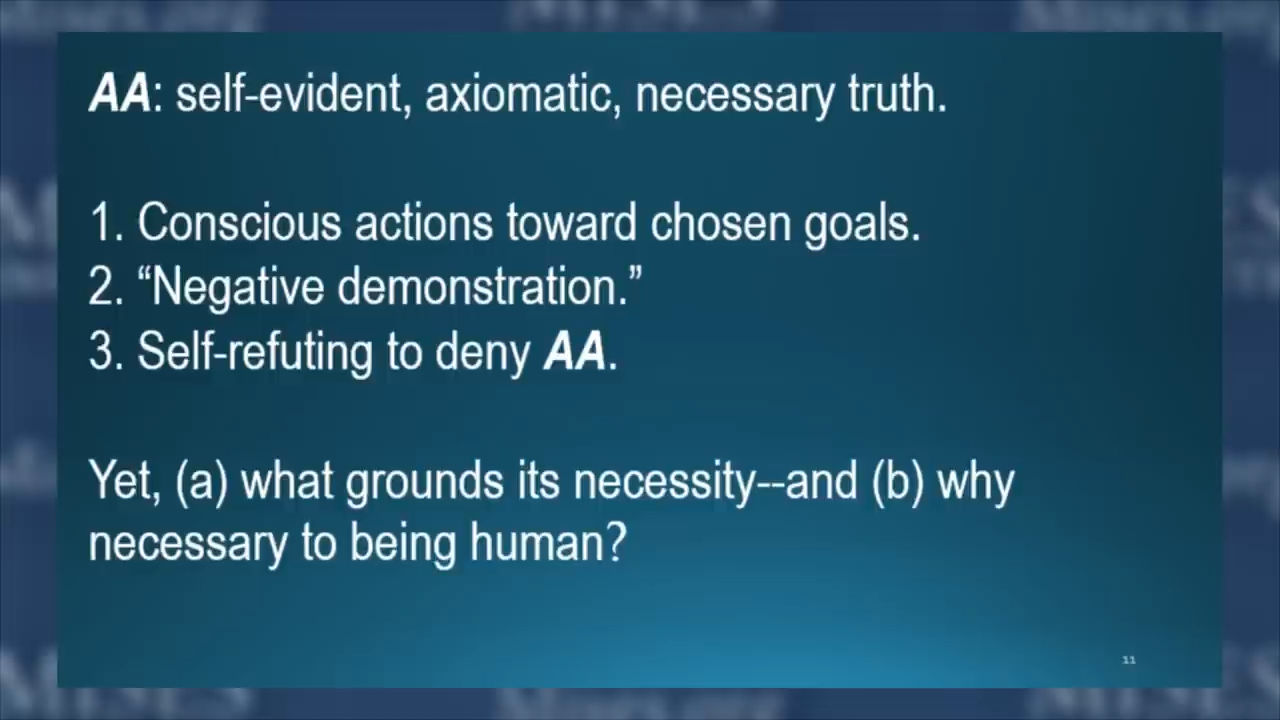 AA: self-evident, axiomatic, necessary truth.
1. Conscious actions toward chosen goals.
2. “Negative demonstration.”
3. Self-refuting to deny AA.
Yet, (a) what grounds its necessity--and (b) why
necessary to being human?
11